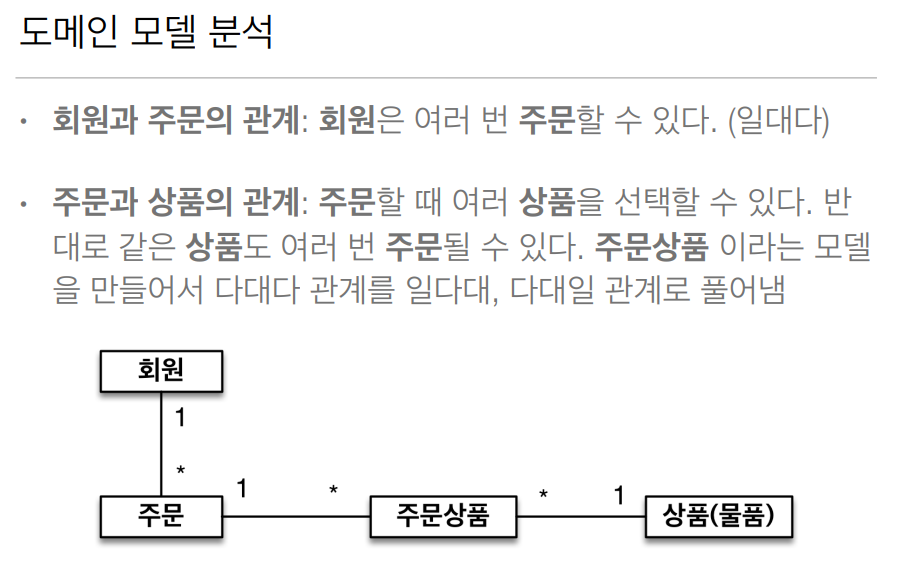 도메인 모델 분석
• 회원과 주문의 관계: 회원은 여러 번 주문할 수 있다. (일대다)
• 주문과 상품의 관계: 주문할 때 여러 상품을 선택할 수 있다. 반
대로 같은 상품도 여러 번 주문될 수 있다. 주문상품 이라는 모델
을 만들어서 다대다 관계를 일다대, 다대일 관계로 풀어냄
회원
1
*
주문
1
*
주문상품
*
1
상품(물품)